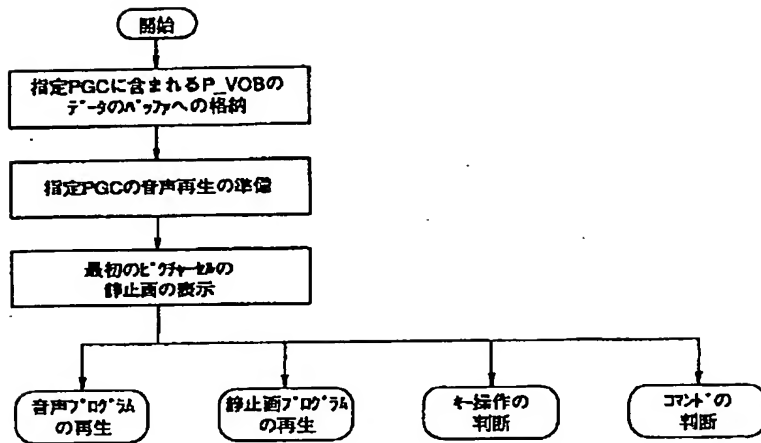 開始
指定PGCに含まれるP_VOBの
データのバッファへの格納
指定PGCの音声再生の準備
最初のピクチャーセルの
静止画の表示
音声プログラム
の再生
静止画プログラム
の再生
キー操作の
判断
コマンドの
判断